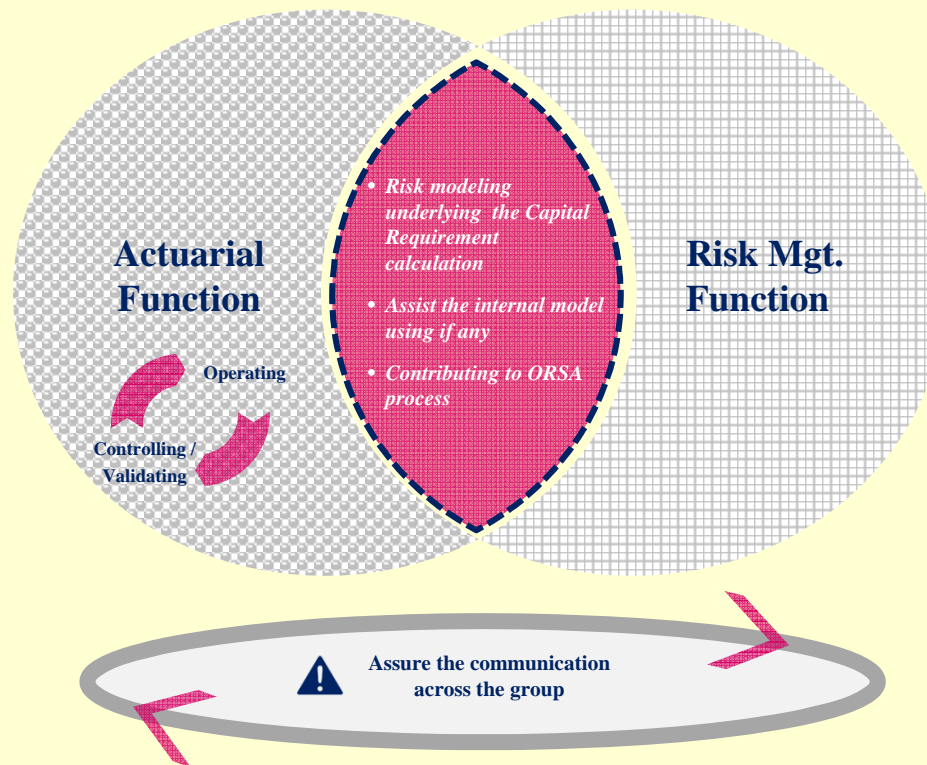 Actuarial
Function
Operating
Controlling /
Validating
• Risk modeling
underlying the Capital
Requirement
calculation
• Assist the internal model
using if any
• Contributing to ORSA
process
Risk Mgt.
Function
Assure the communication
across the group